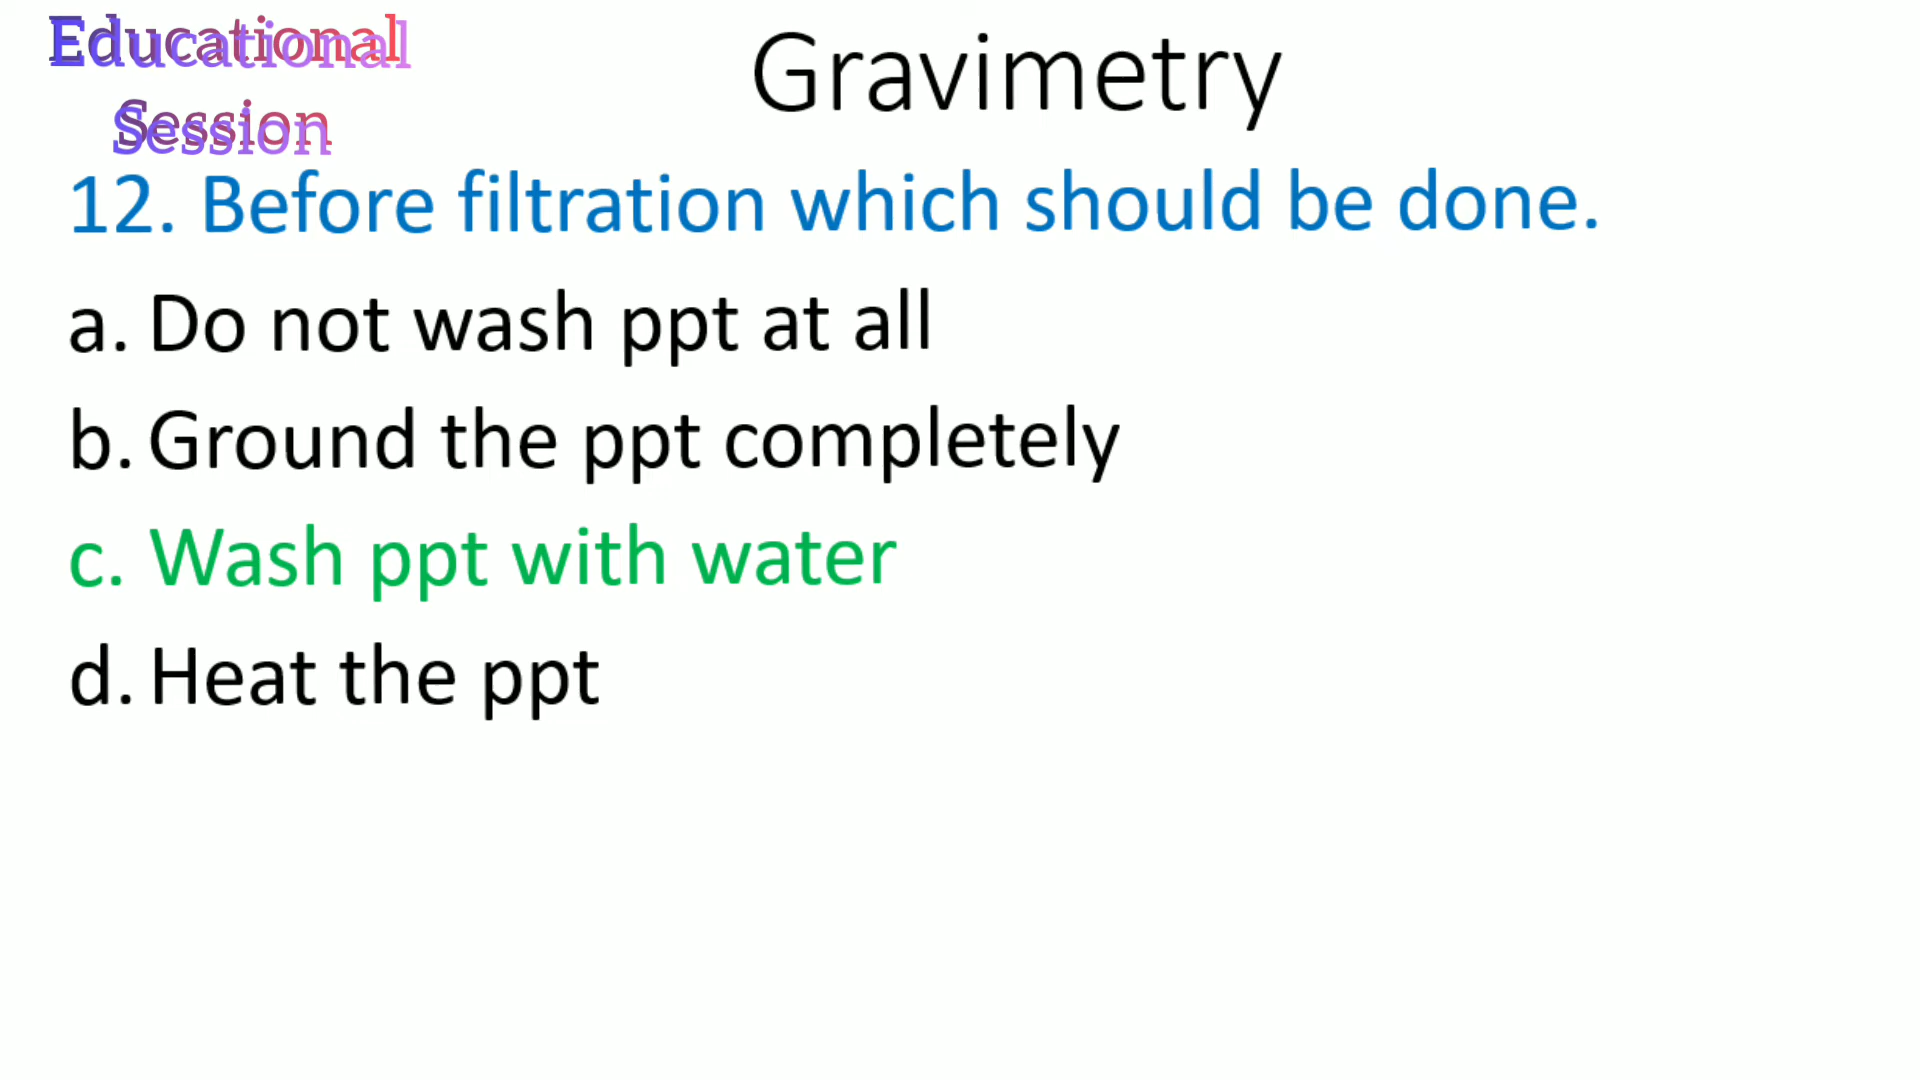 Educational
Session
Gravimetry
12. Before filtration which should be done.
a. Do not wash ppt at all
b. Ground the ppt completely
c. Wash ppt with water
d. Heat the ppt